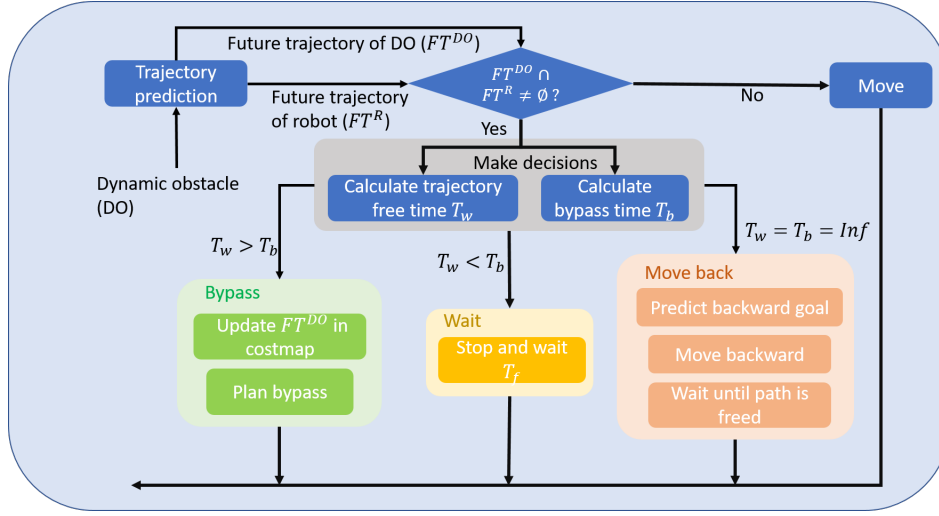 Future trajectory of DO (𝐹𝑇^𝐷𝑂)
Trajectory
prediction
Future trajectory
of robot (𝐹𝑇^𝑅)
𝐹𝑇^𝐷𝑂 ∩
𝐹𝑇^𝑅 ≠ ∅ ?
No
Move
Yes
Dynamic obstacle
(DO)
Make decisions
Calculate trajectory
free time 𝑇_𝑤
Calculate
bypass time 𝑇_𝑏
𝑇_𝑤 > 𝑇_𝑏
𝑇_𝑤 < 𝑇_𝑏
𝑇_𝑤 = 𝑇_𝑏 = 𝐼𝑛𝑓
Bypass
Update 𝐹𝑇^𝐷𝑂 in
costmap
Plan bypass
Wait
Stop and wait
𝑇_𝑓
Move back
Predict backward goal
Move backward
Wait until path is
freed